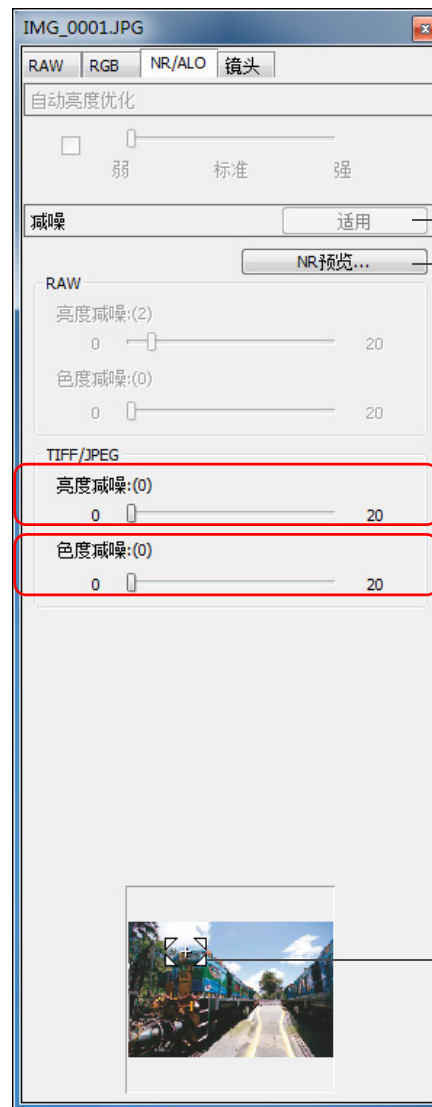 IMG_0001.JPG
RAW RGB NR/ALO 镜头
自动亮度优化
弱 标准 强
减噪 适用
NR预览...
RAW
亮度减噪:(2)
0 20
色度减噪:(0)
0 20
TIFF/JPEG
亮度减噪:(0)
0 20
色度减噪:(0)
0 20